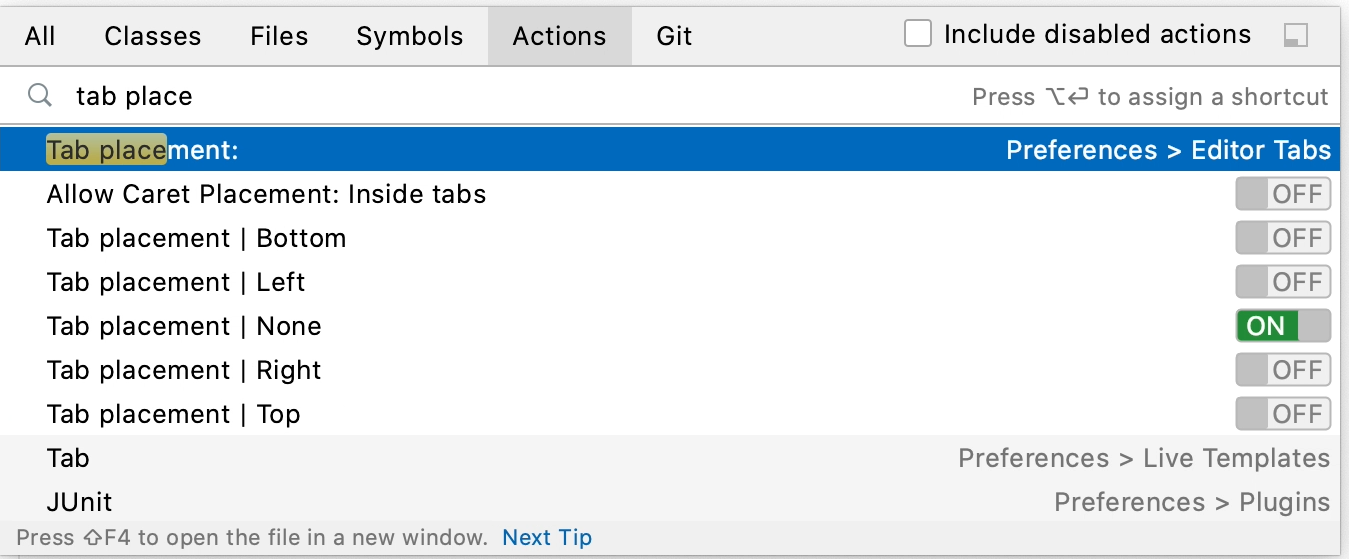 All Classes Files Symbols Actions Git Include disabled actions
tab place Press ⌥↩ to assign a shortcut
Tab placement: Preferences > Editor Tabs
Allow Caret Placement: Inside tabs OFF
Tab placement | Bottom OFF
Tab placement | Left OFF
Tab placement | None ON
Tab placement | Right OFF
Tab placement | Top OFF
Tab Preferences > Live Templates
JUnit Preferences > Plugins
Press ⇧F4 to open the file in a new window. Next Tip